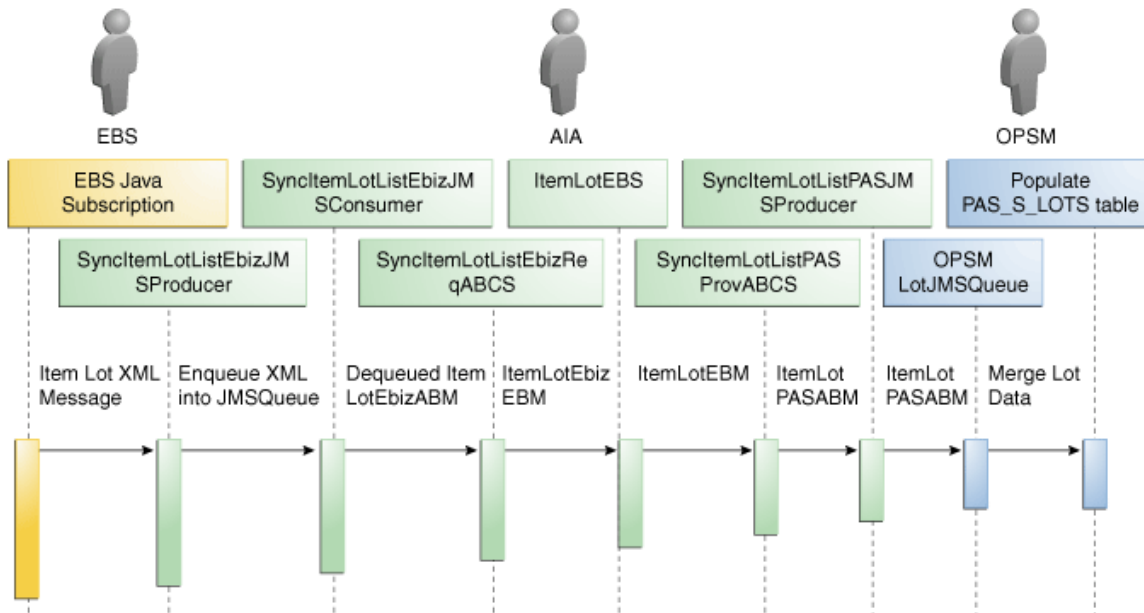 EBS
AIA
OPSM
EBS Java
Subscription
SyncItemLotListEbizJM
SConsumer
ItemLotEBS
SyncItemLotListPASJM
SProducer
Populate
PAS_S_LOTS table
SyncItemLotListEbizJM
SProducer
SyncItemLotListEbizRe
qABCS
SyncItemLotListPAS
ProvABCS
OPSM
LotJMSQueue
Item Lot XML
Message
Enqueue XML
into JMSQueue
Dequeued Item
LotEbizABM
ItemLotEbiz
EBM
ItemLotEBM
ItemLot
PASABM
ItemLot
PASABM
Merge Lot
Data